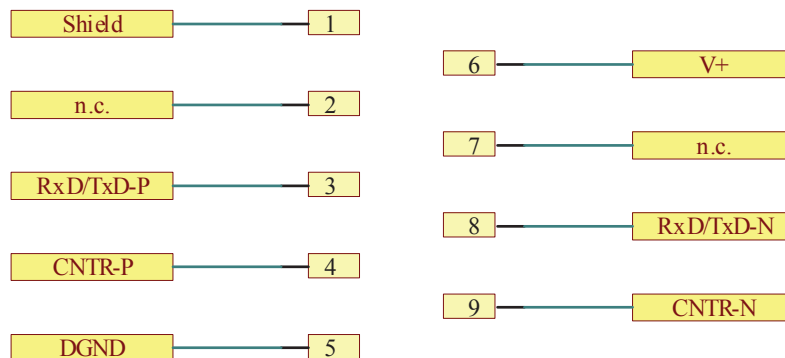 Shield 1
n.c. 2
RxD/TxD-P 3
CNTR-P 4
DGND 5
6 V+
7 n.c.
8 RxD/TxD-N
9 CNTR-N